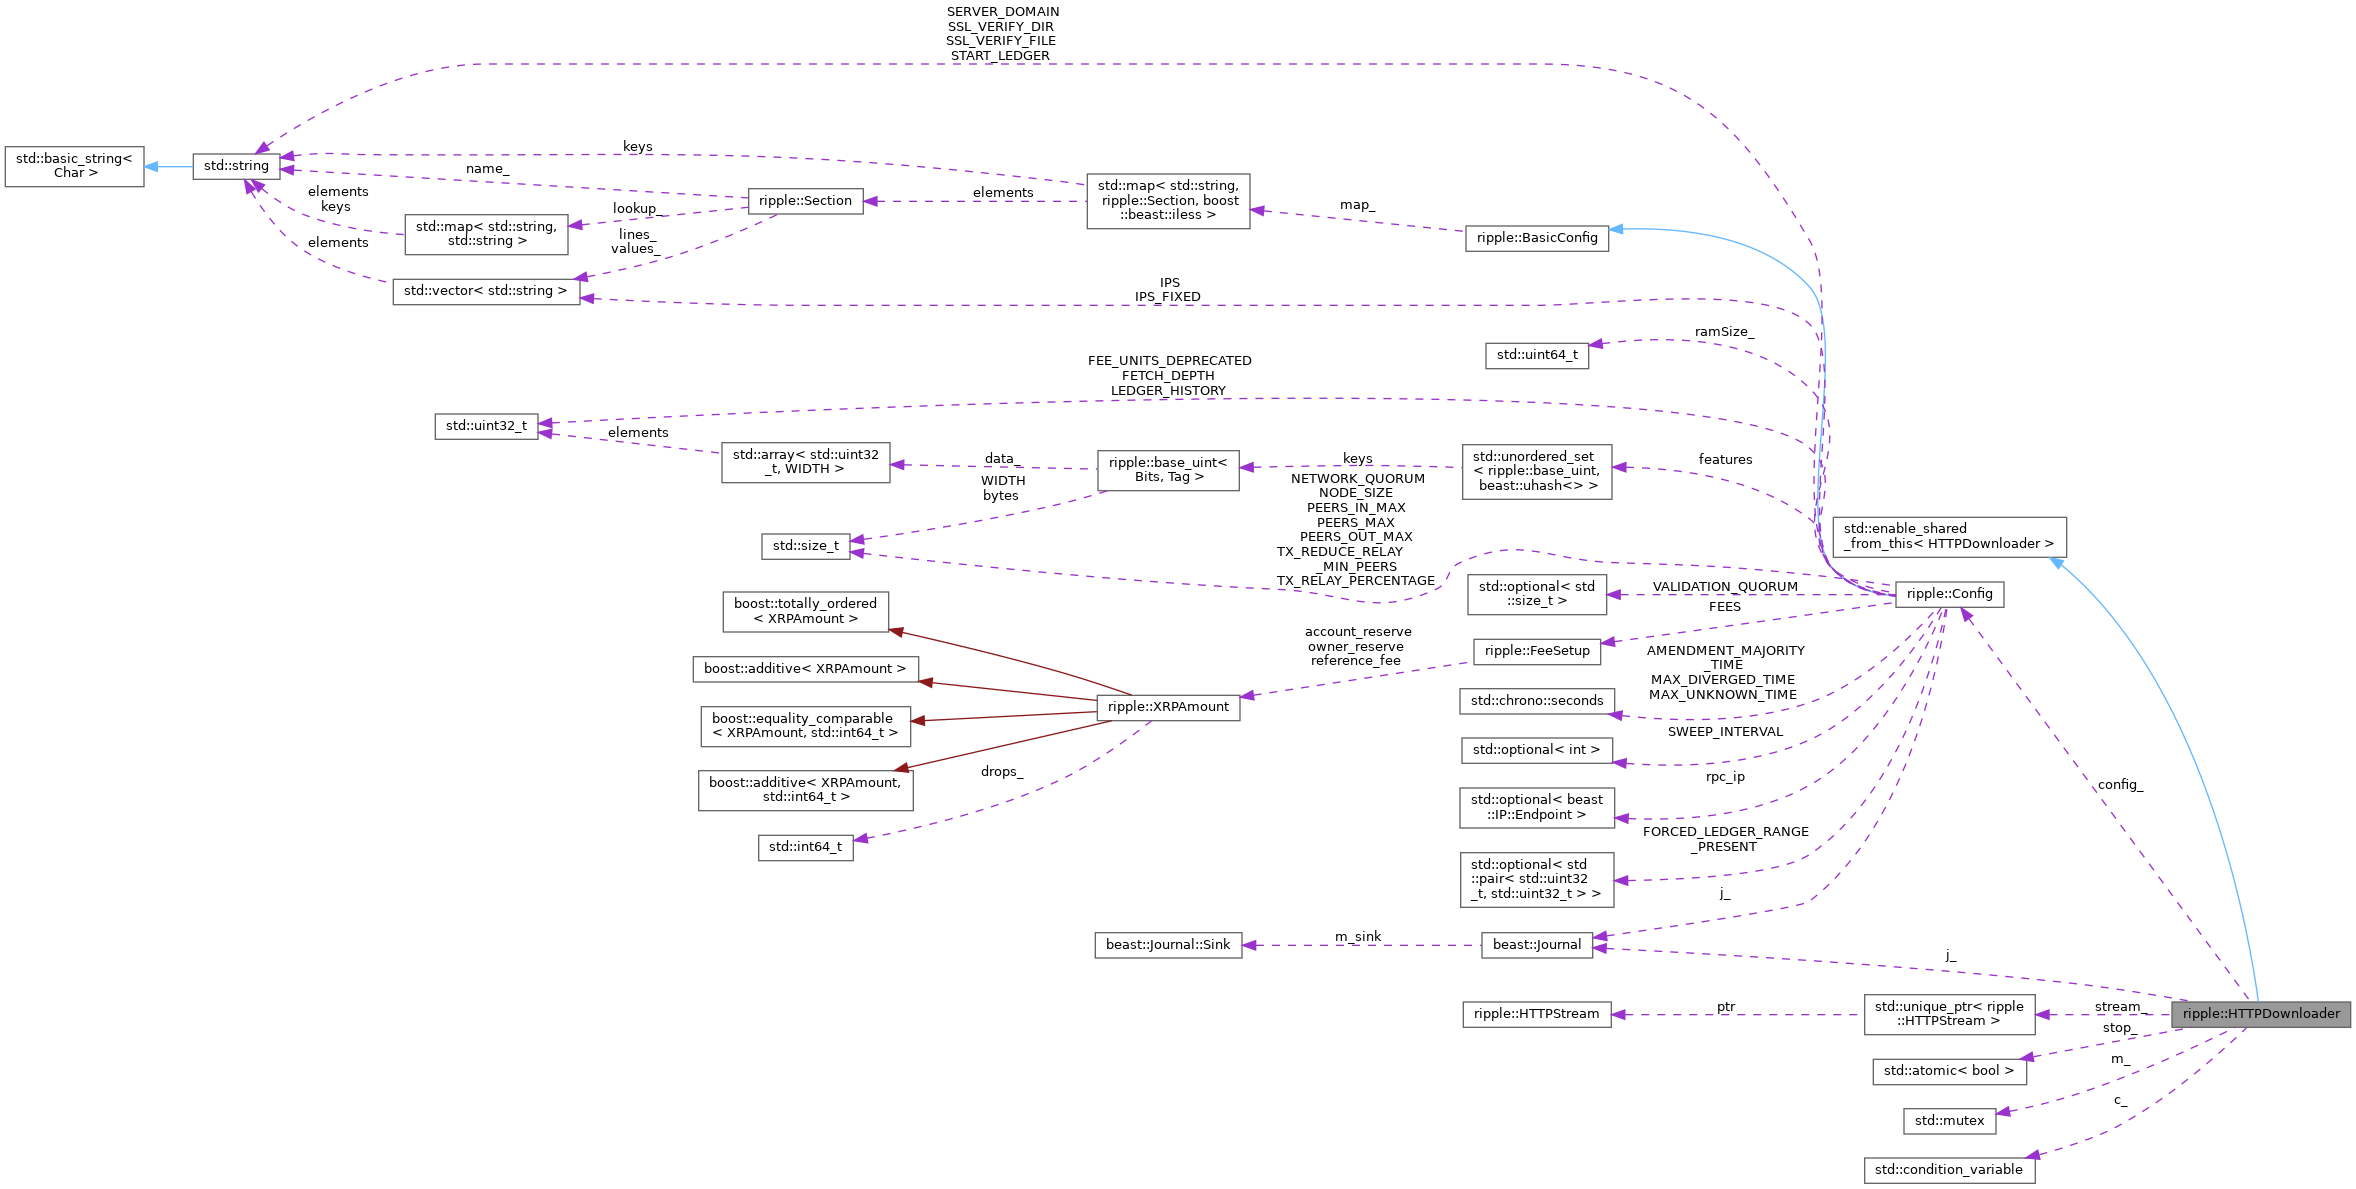 SERVER_DOMAIN
SSL_VERIFY_DIR
SSL_VERIFY_FILE
START_LEDGER
std::basic_string<
Char >
std::string
keys
name_
elements
keys
elements
std::map< std::string,
std::string >
std::vector< std::string >
lookup_
lines_
values_
ripple::Section
elements
std::map< std::string,
ripple::Section, boost
::beast::iless >
map_
ripple::BasicConfig
IPS
IPS_FIXED
ramSize_
std::uint64_t
FEE_UNITS_DEPRECATED
FETCH_DEPTH
LEDGER_HISTORY
std::uint32_t
elements
std::array< std::uint32
_t, WIDTH >
data_
WIDTH
bytes
ripple::base_uint<
Bits, Tag >
keys
std::unordered_set
< ripple::base_uint,
beast::uhash<> >
features
NETWORK_QUORUM
NODE_SIZE
PEERS_IN_MAX
PEERS_MAX
PEERS_OUT_MAX
TX_REDUCE_RELAY
_MIN_PEERS
TX_RELAY_PERCENTAGE
std::size_t
std::enable_shared
_from_this< HTTPDownloader >
std::optional< std
::size_t >
VALIDATION_QUORUM
FEES
ripple::Config
boost::totally_ordered
< XRPAmount >
boost::additive< XRPAmount >
boost::equality_comparable
< XRPAmount, std::int64_t >
boost::additive< XRPAmount,
std::int64_t >
std::int64_t
drops_
ripple::XRPAmount
account_reserve
owner_reserve
reference_fee
ripple::FeeSetup
AMENDMENT_MAJORITY
_TIME
MAX_DIVERGED_TIME
MAX_UNKNOWN_TIME
std::chrono::seconds
SWEEP_INTERVAL
std::optional< int >
rpc_ip
std::optional< beast
::IP::Endpoint >
FORCED_LEDGER_RANGE
_PRESENT
std::optional< std
::pair< std::uint32
_t, std::uint32_t > >
j_
config_
beast::Journal::Sink
m_sink
beast::Journal
j_
ripple::HTTPStream
ptr
std::unique_ptr< ripple
::HTTPStream >
stream_
ripple::HTTPDownloader
stop_
std::atomic< bool >
m_
std::mutex
c_
std::condition_variable